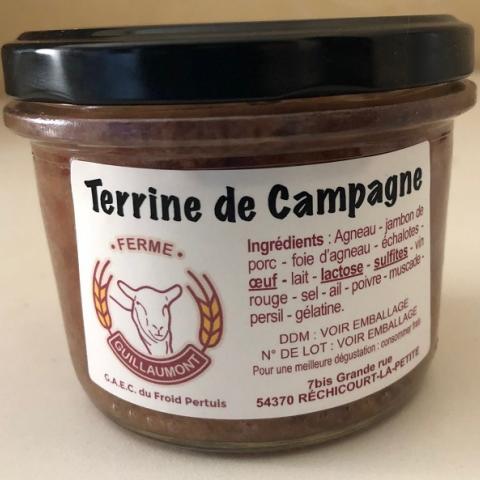 Terrine de Campagne
• FERME •
GUILLAUMONT
G.A.E.C. du Froid Pertuis
Ingrédients : Agneau - jambon de
porc - foie d'agneau - échalotes -
œuf - lait - lactose - sulfites - vin
rouge - sel - ail - poivre - muscade -
persil - gélatine.
DDM : VOIR EMBALLAGE
N° DE LOT : VOIR EMBALLAGE
Pour une meilleure dégustation : consommer frais
7bis Grande rue
54370 RÉCHICOURT-LA-PETITE